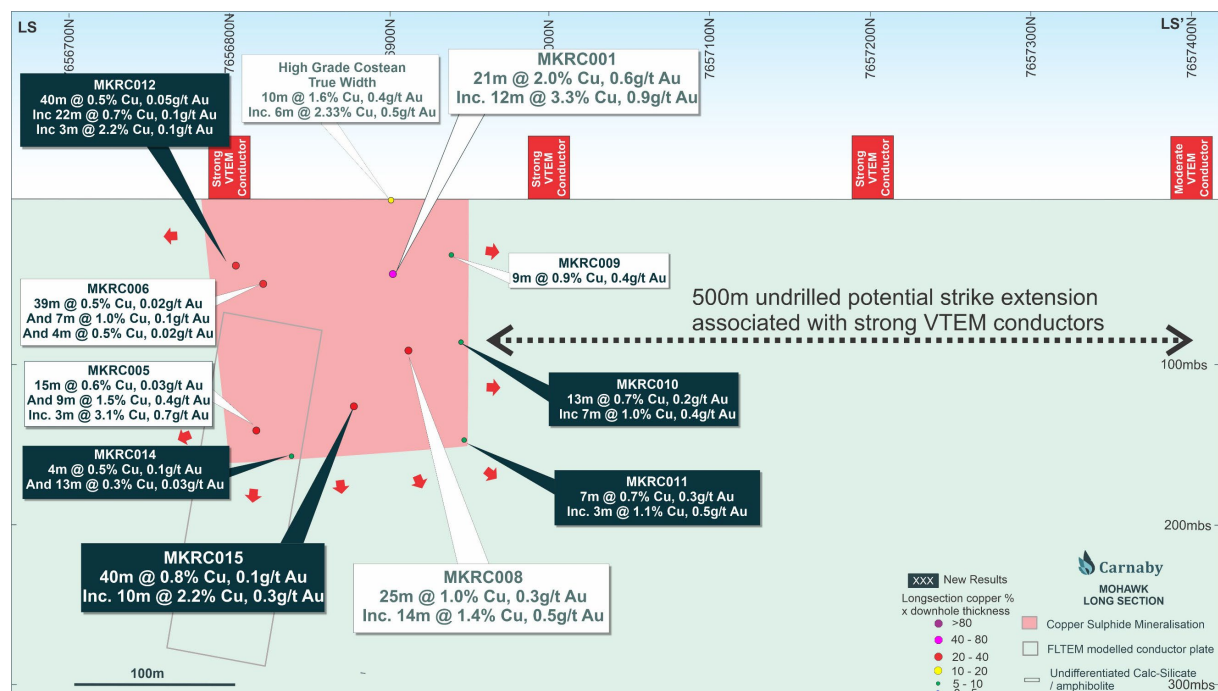 LS
LS'
7656700N
7656800N
6900N
000N
7657100N
7657200N
7657300N
7657400N
MKRC012
40m @ 0.5% Cu, 0.05g/t Au
Inc 22m @ 0.7% Cu, 0.1g/t Au
Inc 3m @ 2.2% Cu, 0.1g/t Au
High Grade Costean
True Width
10m @ 1.6% Cu, 0.4g/t Au
Inc. 6m @ 2.33% Cu, 0.5g/t Au
MKRC001
21m @ 2.0% Cu, 0.6g/t Au
Inc. 12m @ 3.3% Cu, 0.9g/t Au
Strong
VTEM
Conductor
Strong
VTEM
Conductor
Strong
VTEM
Conductor
Moderate
VTEM
Conductor
MKRC009
9m @ 0.9% Cu, 0.4g/t Au
MKRC006
39m @ 0.5% Cu, 0.02g/t Au
And 7m @ 1.0% Cu, 0.1g/t Au
And 4m @ 0.5% Cu, 0.02g/t Au
500m undrilled potential strike extension
associated with strong VTEM conductors
100mbs
MKRC005
15m @ 0.6% Cu, 0.03g/t Au
And 9m @ 1.5% Cu, 0.4g/t Au
Inc. 3m @ 3.1% Cu, 0.7g/t Au
MKRC010
13m @ 0.7% Cu, 0.2g/t Au
Inc 7m @ 1.0% Cu, 0.4g/t Au
MKRC014
4m @ 0.5% Cu, 0.1g/t Au
And 13m @ 0.3% Cu, 0.03g/t Au
MKRC011
7m @ 0.7% Cu, 0.3g/t Au
Inc. 3m @ 1.1% Cu, 0.5g/t Au
200mbs
MKRC015
40m @ 0.8% Cu, 0.1g/t Au
Inc. 10m @ 2.2% Cu, 0.3g/t Au
MKRC008
25m @ 1.0% Cu, 0.3g/t Au
Inc. 14m @ 1.4% Cu, 0.5g/t Au
XXX New Results
Longsection copper %
x downhole thickness
>80
40 - 80
20 - 40
10 - 20
5 - 10
Carnaby
MOHAWK
LONG SECTION
Copper Sulphide Mineralisation
FLTEM modelled conductor plate
Undifferentiated Calc-Silicate
/ amphibolite
100m
300mbs